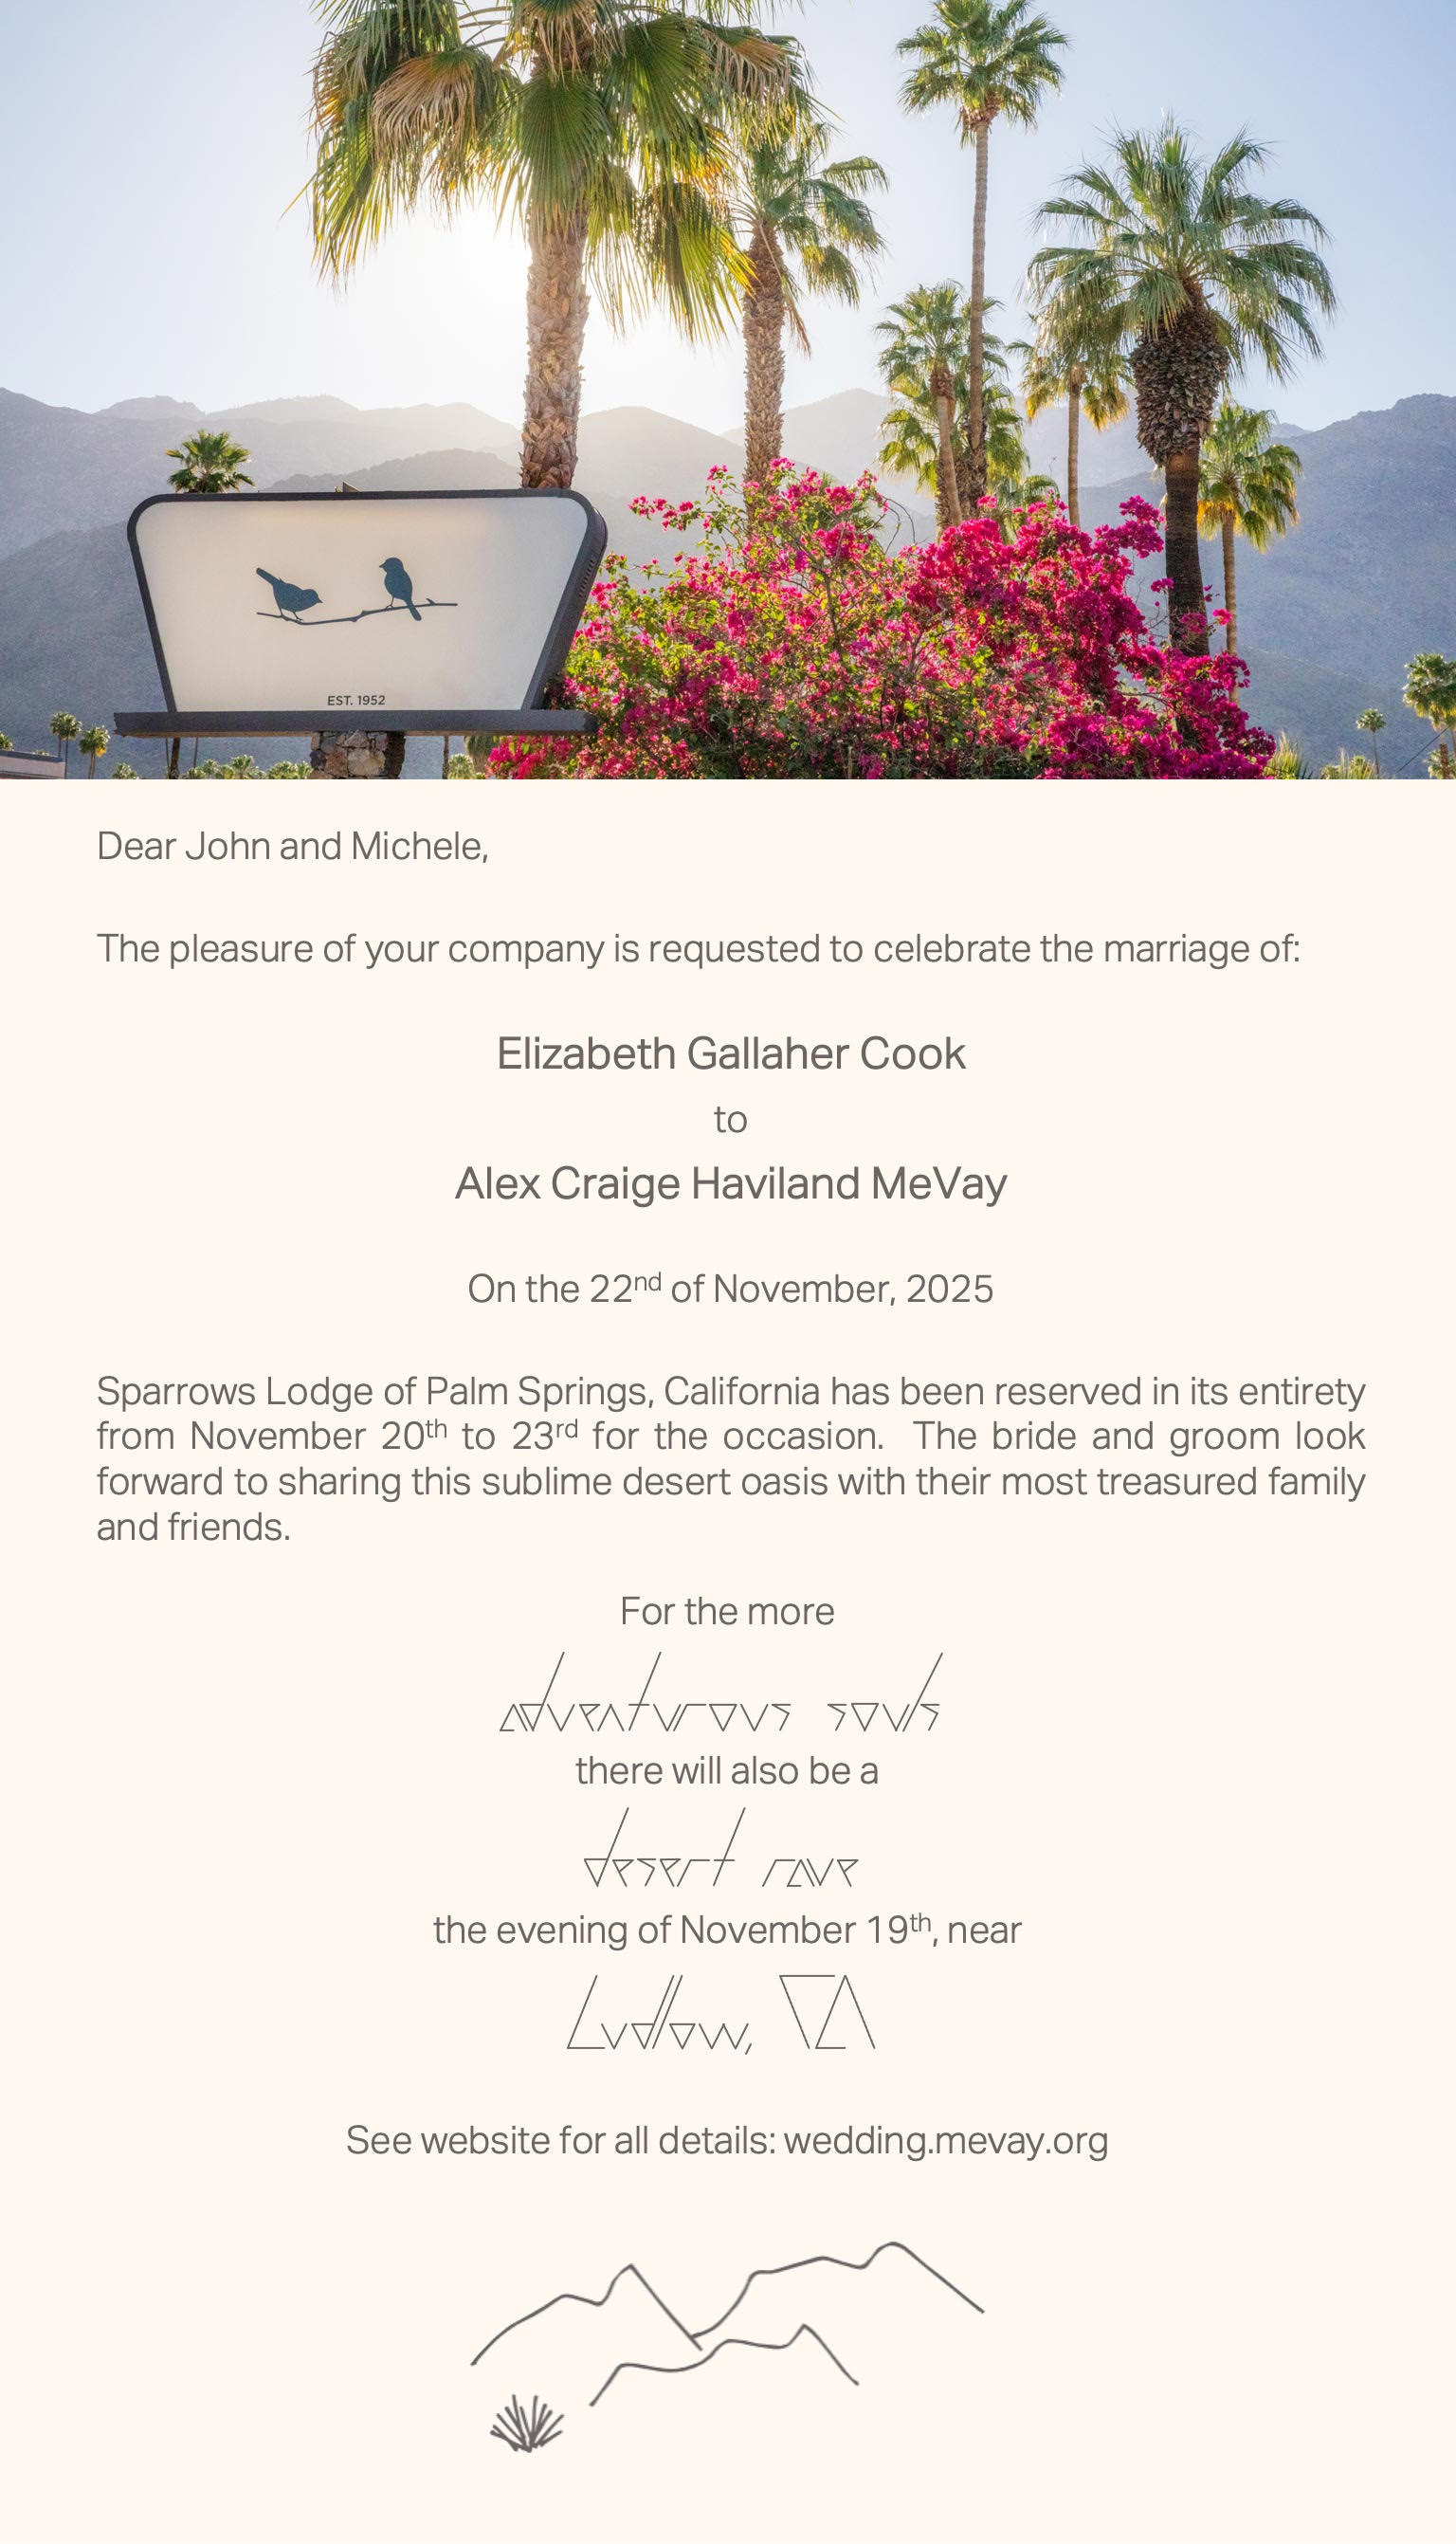 EST. 1952
Dear John and Michele,
The pleasure of your company is requested to celebrate the marriage of:
Elizabeth Gallaher Cook
to
Alex Craige Haviland MeVay
On the 22nd of November, 2025
Sparrows Lodge of Palm Springs, California has been reserved in its entirety
from November 20th to 23rd for the occasion. The bride and groom look
forward to sharing this sublime desert oasis with their most treasured family
and friends.
For the more
adventurous souls
there will also be a
desert rave
the evening of November 19th, near
Ludlow, CA
See website for all details: wedding.mevay.org